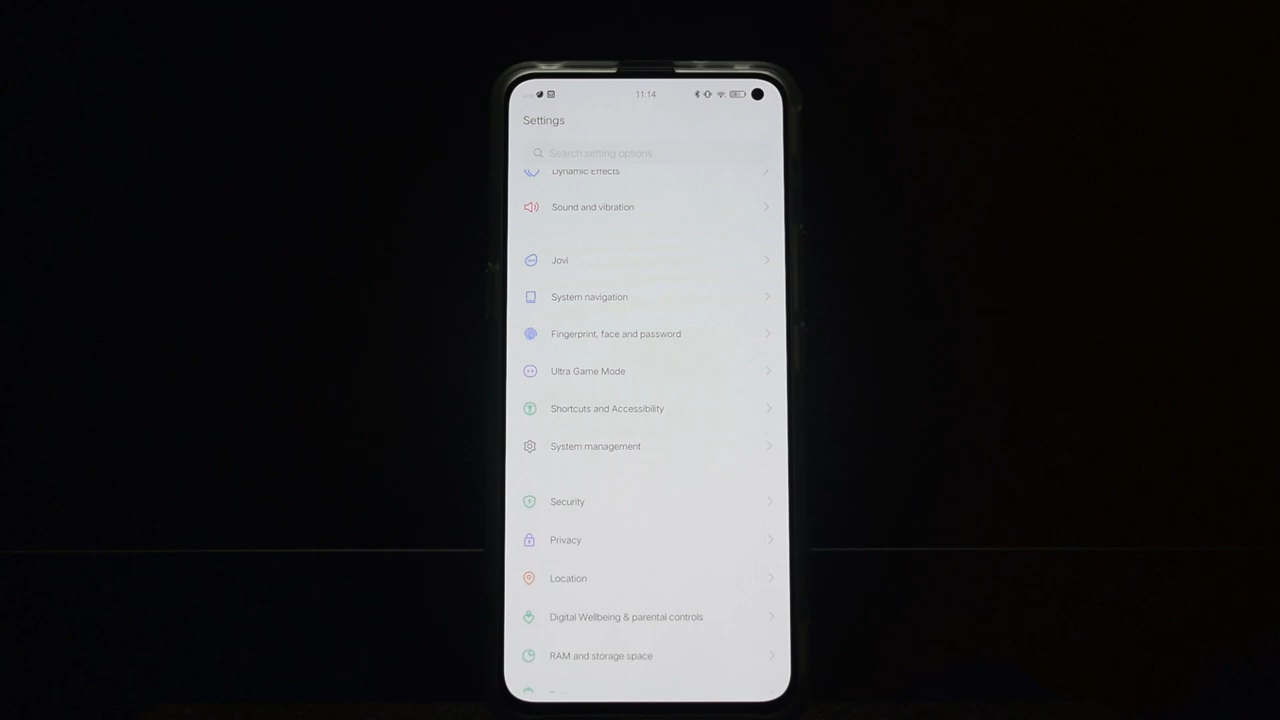 11:14
Settings
Search setting options
Dynamic Effects
Sound and vibration
Jovi
System navigation
Fingerprint, face and password
Ultra Game Mode
Shortcuts and Accessibility
System management
Security
Privacy
Location
Digital Wellbeing & parental controls
RAM and storage space